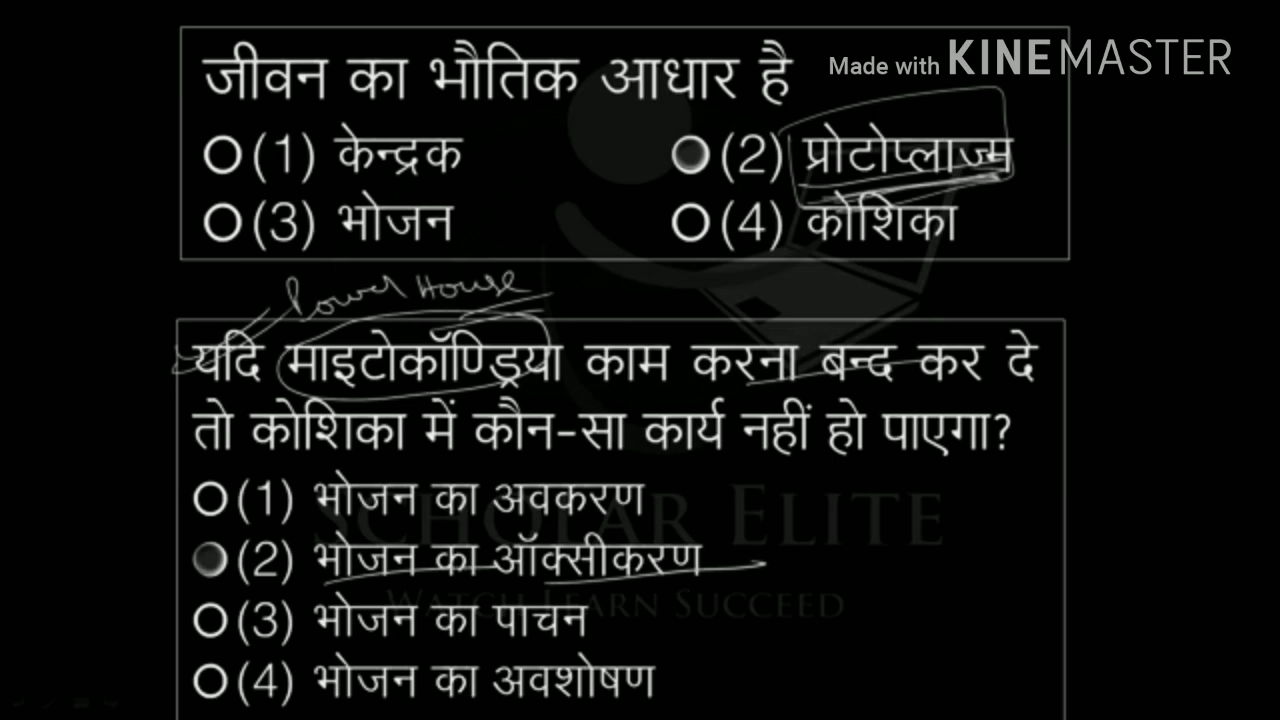 Made with KINEMASTER
जीवन का भौतिक आधार है
(1) केन्द्रक (2) प्रोटोप्लाज्म
(3) भोजन (4) कोशिका
Power House
यदि माइटोकॉण्ड्रिया काम करना बन्द कर दे
तो कोशिका में कौन-सा कार्य नहीं हो पाएगा?
(1) भोजन का अवकरण
SCHOLAR ELITE
(2) भोजन का ऑक्सीकरण
WATCH LEARN SUCCEED
(3) भोजन का पाचन
(4) भोजन का अवशोषण